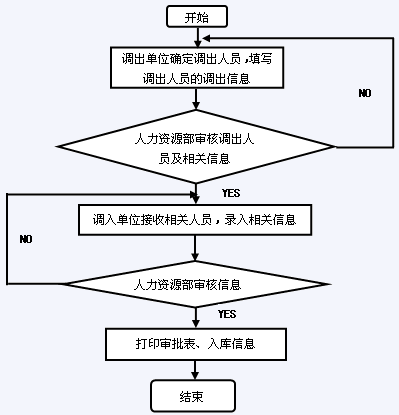 开始
调出单位确定调出人员,填写
调出人员的调出信息
NO
人力资源部审核调出人
员及相关信息
YES
调入单位接收相关人员，录入相关信息
NO
人力资源部审核信息
YES
打印审批表、入库信息
结束